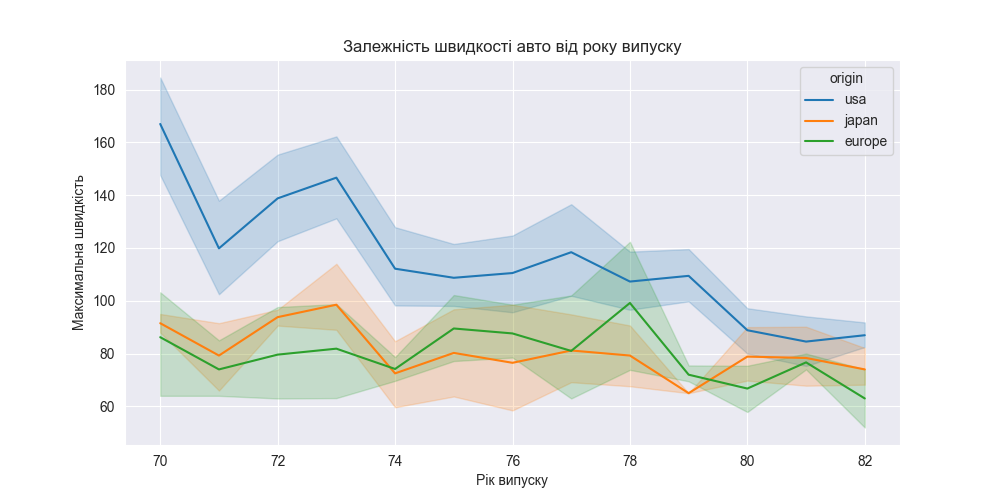 Залежність швидкості авто від року випуску
origin
usa
japan
europe
Максимальна швидкість
180
160
140
120
100
80
60
70 72 74 76 78 80 82
Рік випуску